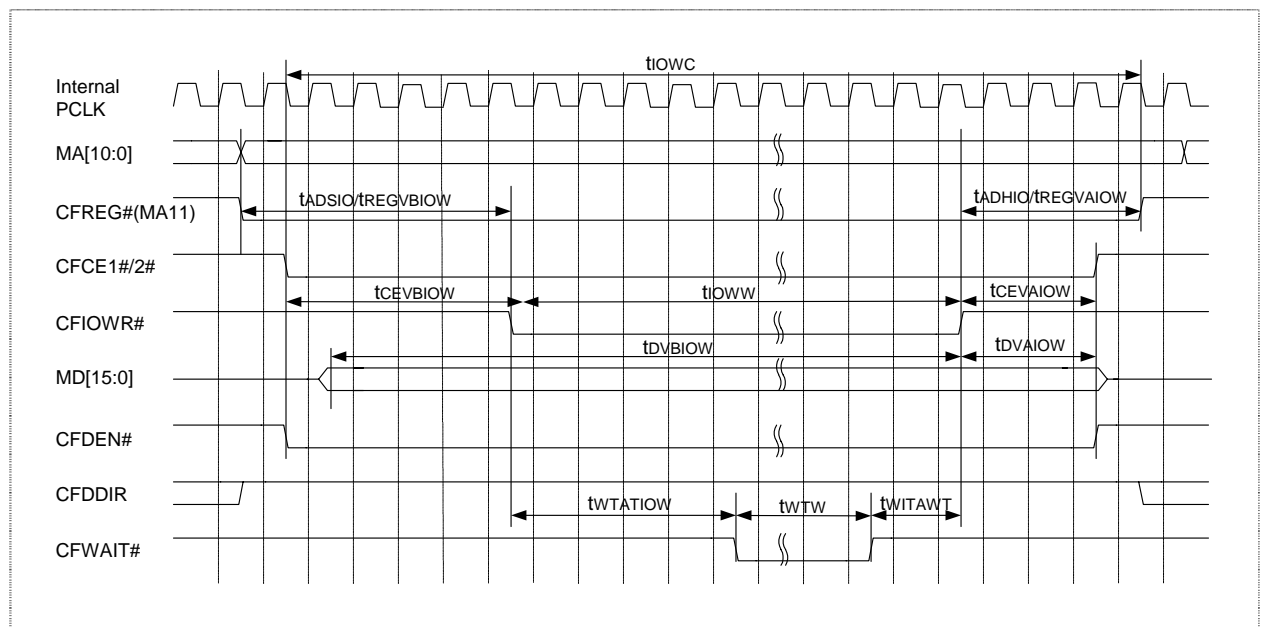 tIOWC
Internal
PCLK
MA[10:0]
tADSIO/tREGVBIOW
tADHIO/tREGVAIOW
CFREG#(MA11)
CFCE1#/2#
tCEVBIOW
tIOWW
tCEVAIOW
CFIOWR#
tDVBIOW
tDVAIOW
MD[15:0]
CFDEN#
CFDDIR
tWTATIOW
tWTW
tWITAWT
CFWAIT#